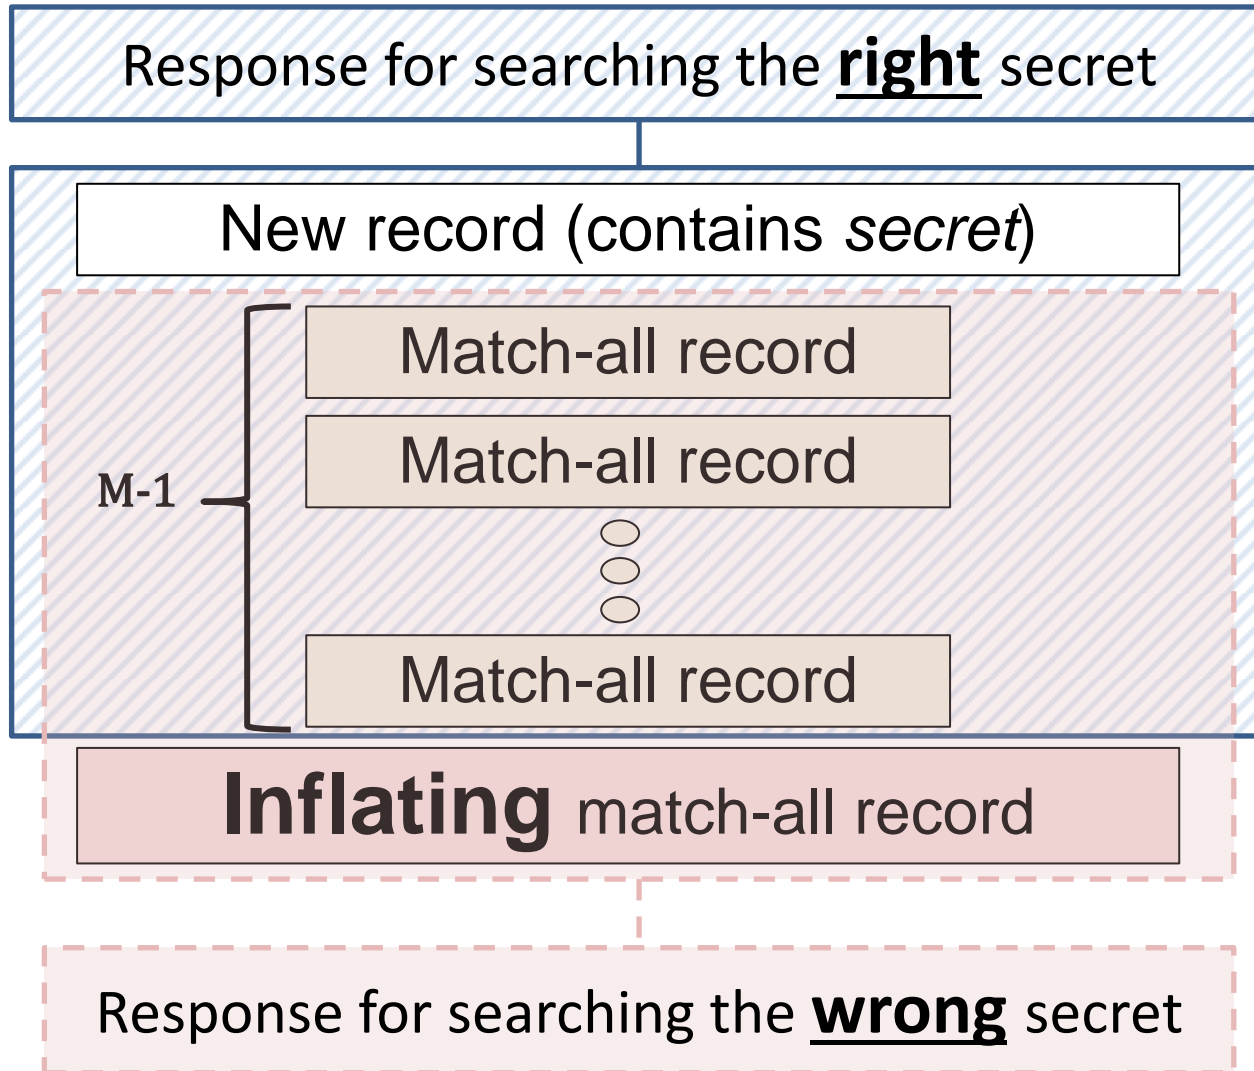 Response for searching the right secret
New record (contains secret)
Match-all record
Match-all record
M-1
Match-all record
Inflating match-all record
Response for searching the wrong secret